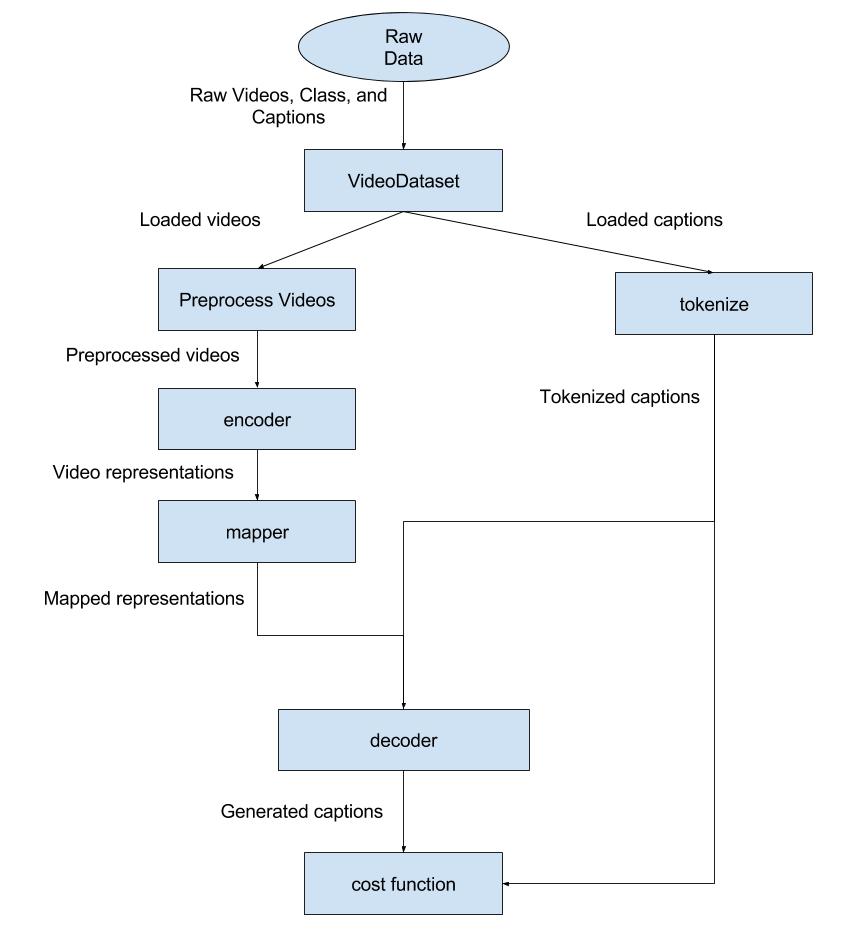 Raw
Data
Raw Videos, Class, and
Captions
VideoDataset
Loaded videos
Loaded captions
Preprocess Videos
tokenize
Preprocessed videos
Tokenized captions
encoder
Video representations
mapper
Mapped representations
decoder
Generated captions
cost function